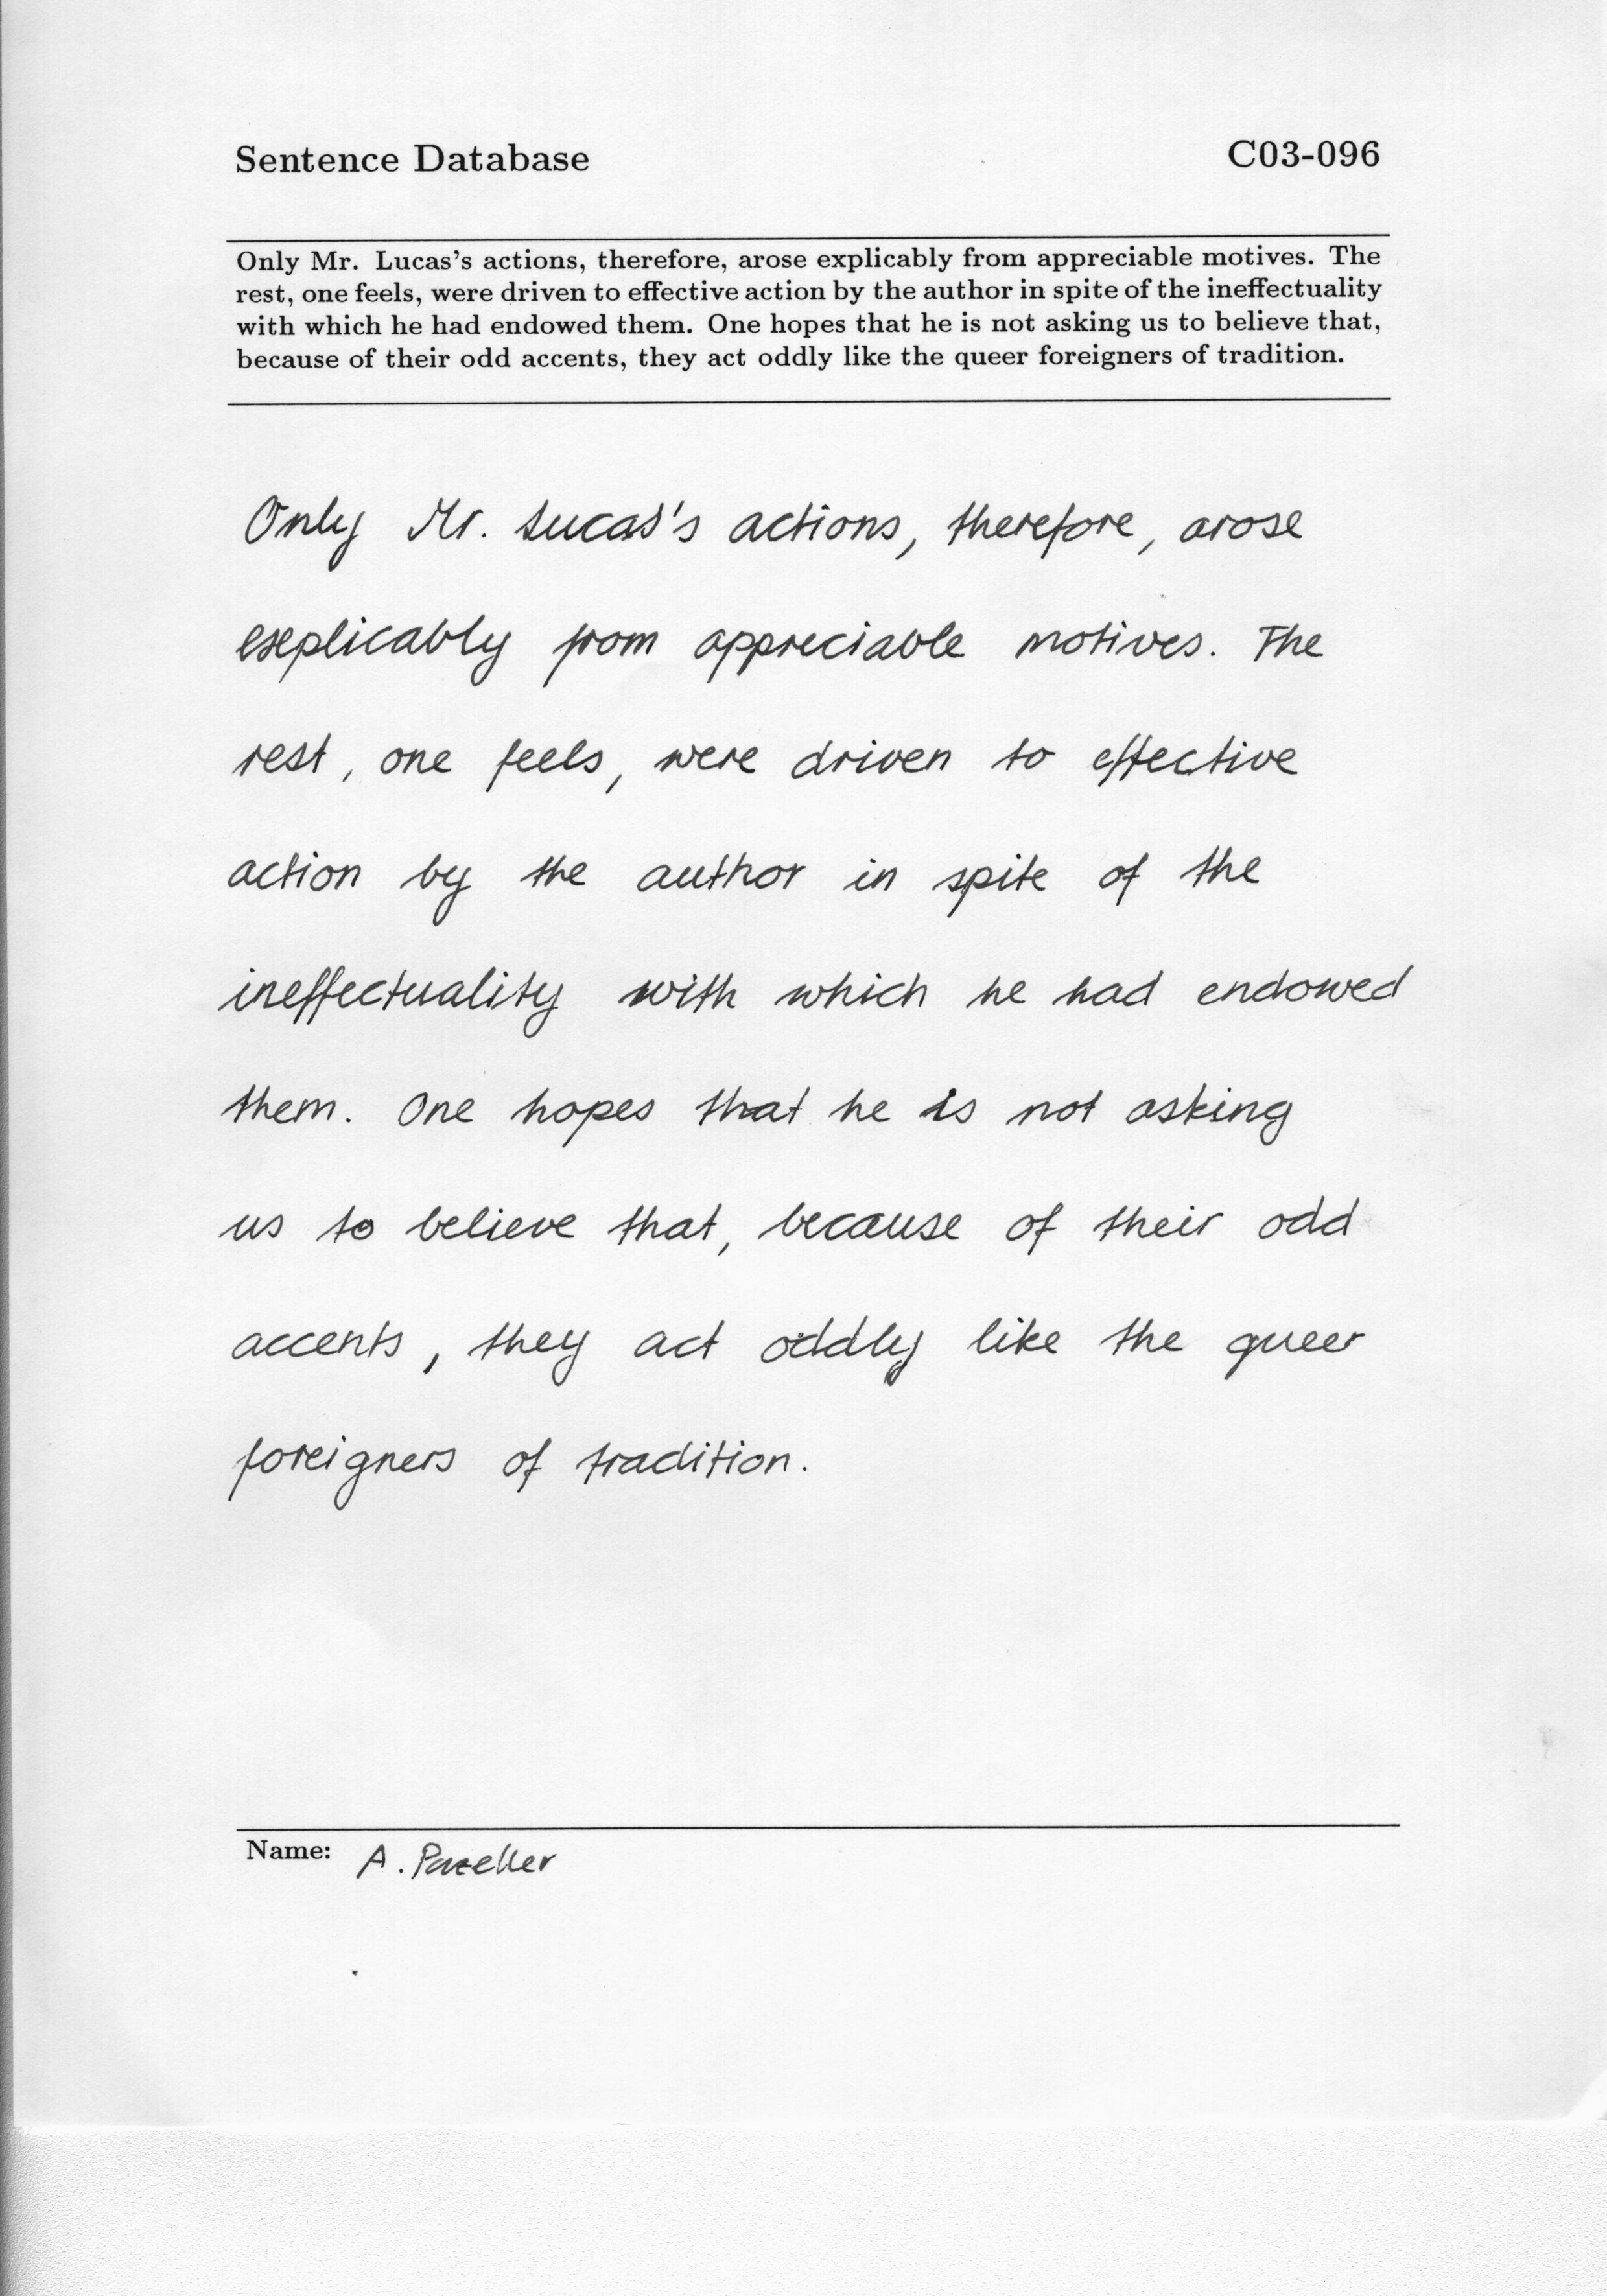 Sentence Database C03-096
Only Mr. Lucas's actions, therefore, arose explicably from appreciable motives. The
rest, one feels, were driven to effective action by the author in spite of the ineffectuality
with which he had endowed them. One hopes that he is not asking us to believe that,
because of their odd accents, they act oddly like the queer foreigners of tradition.
Only Mr. Lucas's actions, therefore, arose
explicably from appreciable motives. The
rest, one feels, were driven to effective
action by the author in spite of the
ineffectuality with which he had endowed
them. One hopes that he is not asking
us to believe that, because of their odd
accents, they act oddly like the queer
foreigners of tradition.
Name: A. Pazeller